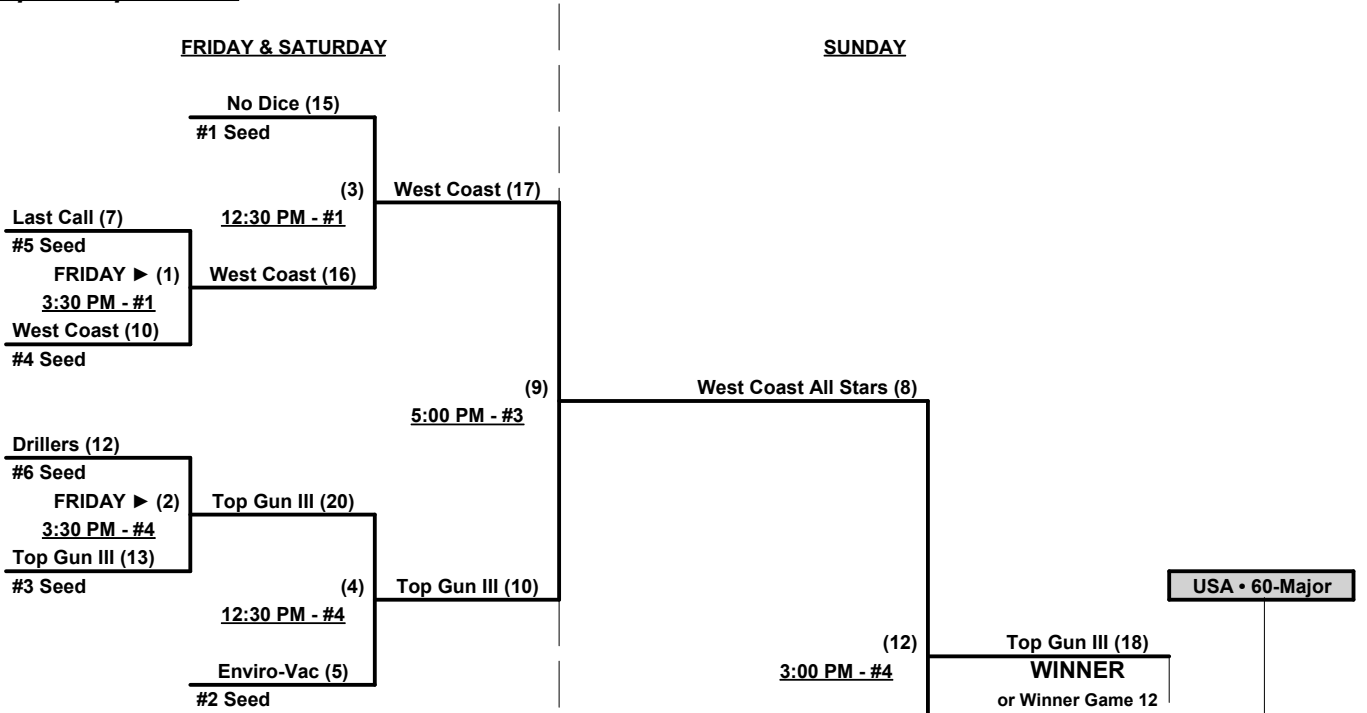 FRIDAY & SATURDAY
SUNDAY
No Dice (15)
#1 Seed
(3)
West Coast (17)
12:30 PM - #1
Last Call (7)
#5 Seed
FRIDAY ► (1)
West Coast (16)
3:30 PM - #1
West Coast (10)
#4 Seed
(9)
West Coast All Stars (8)
5:00 PM - #3
Drillers (12)
#6 Seed
FRIDAY ► (2)
Top Gun III (20)
3:30 PM - #4
Top Gun III (13)
#3 Seed
(4)
Top Gun III (10)
12:30 PM - #4
USA • 60-Major
Enviro-Vac (5)
#2 Seed
(12)
Top Gun III (18)
3:00 PM - #4
WINNER
or Winner Game 12